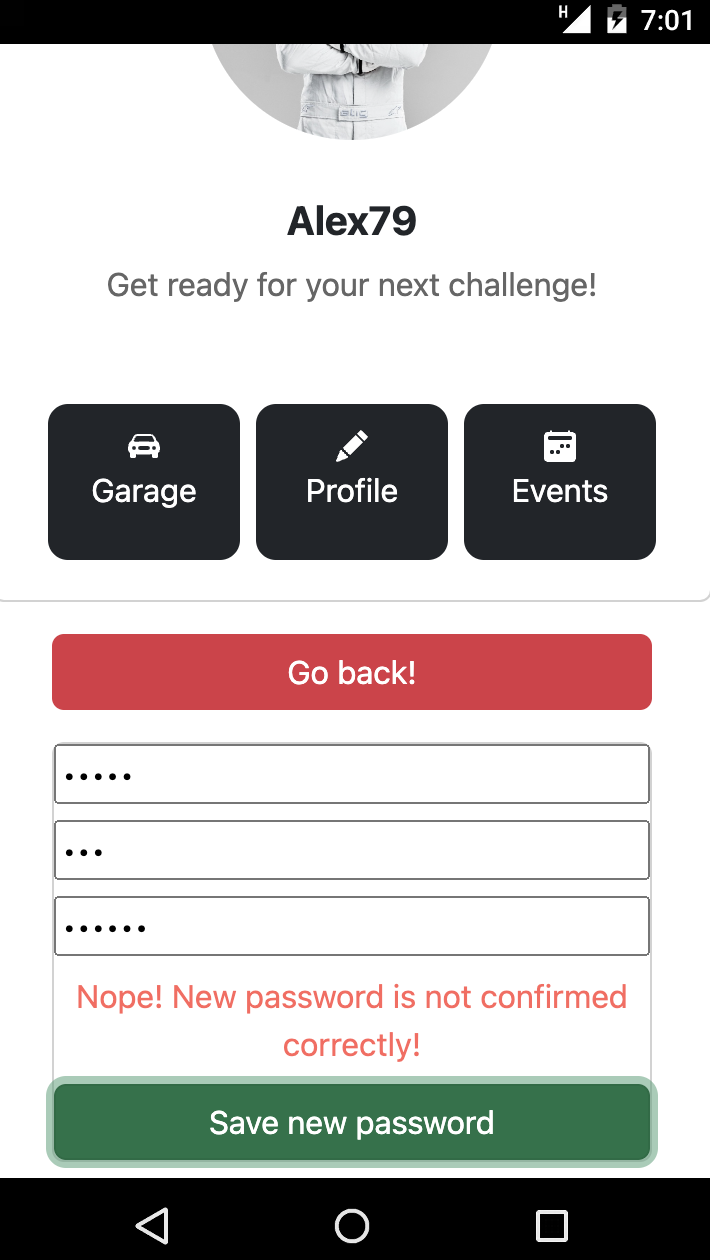 H 7:01
Alex79
Get ready for your next challenge!
Garage
Profile
Events
Go back!
•••••
•••
••••••
Nope! New password is not confirmed
correctly!
Save new password